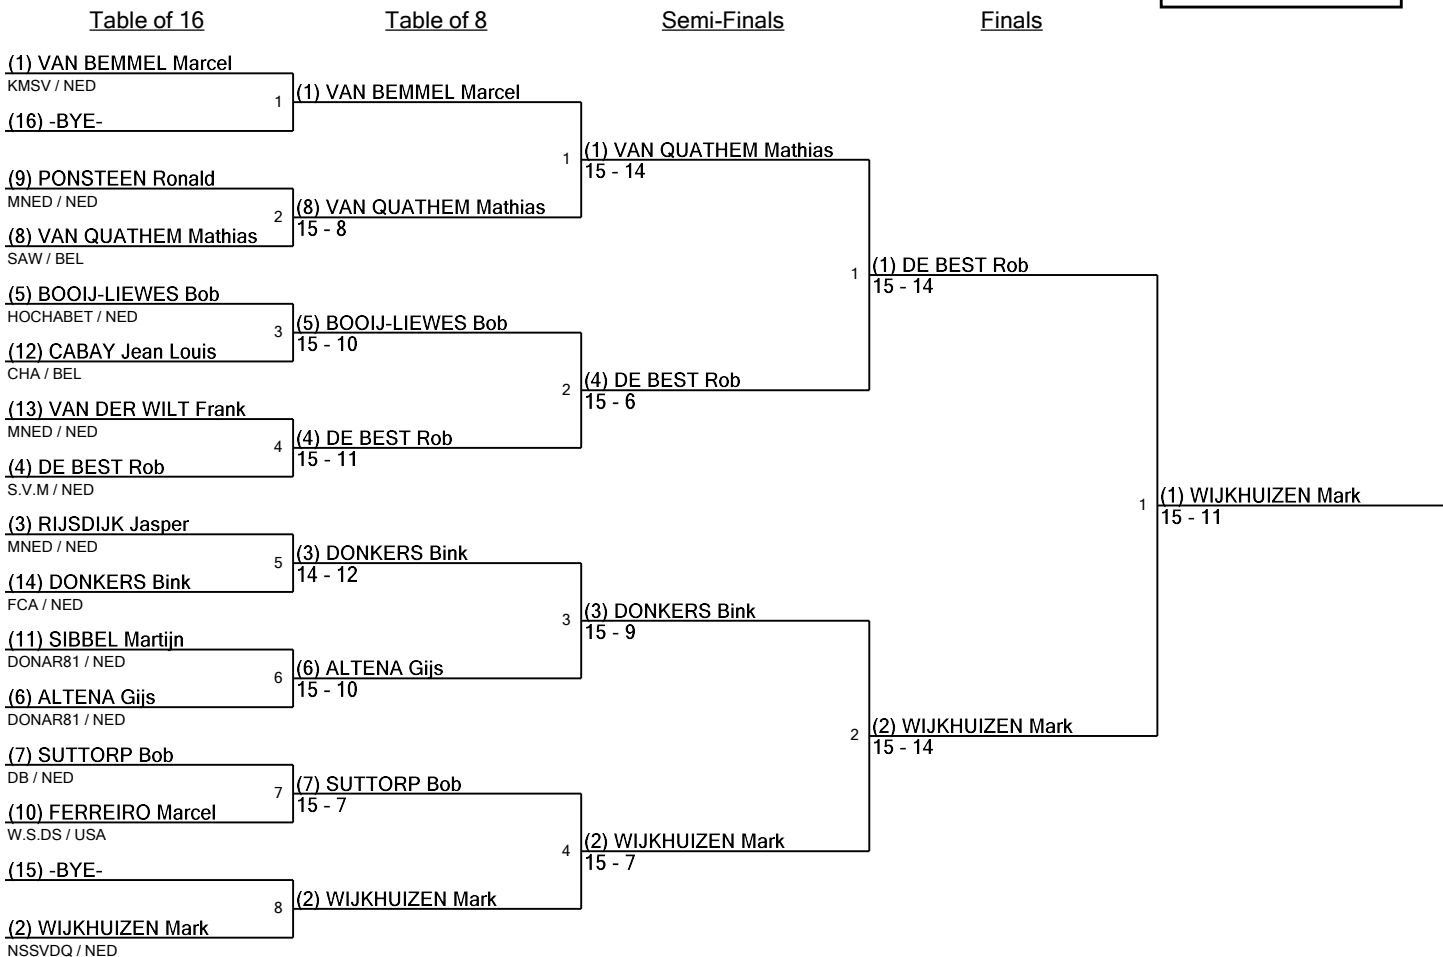 Table of 16
Table of 8
Semi-Finals
Finals
(1) VAN BEMMEL Marcel
KMSV / NED
(16) -BYE-
(9) PONSTEEN Ronald
MNED / NED
(8) VAN QUATHEM Mathias
SAW / BEL
(5) BOOIJ-LIEWES Bob
HOCHABET / NED
(12) CABAY Jean Louis
CHA / BEL
(13) VAN DER WILT Frank
MNED / NED
(4) DE BEST Rob
S.V.M / NED
(3) RIJSDIJK Jasper
MNED / NED
(14) DONKERS Bink
FCA / NED
(11) SIBBEL Martijn
DONAR81 / NED
(6) ALTENA Gijs
DONAR81 / NED
(7) SUTTORP Bob
DB / NED
(10) FERREIRO Marcel
W.S.DS / USA
(15) -BYE-
(2) WIJKHUIZEN Mark
NSSVDQ / NED
1
(1) VAN BEMMEL Marcel
2
(8) VAN QUATHEM Mathias
15 - 8
3
(5) BOOIJ-LIEWES Bob
15 - 10
4
(4) DE BEST Rob
15 - 11
5
(3) DONKERS Bink
14 - 12
6
(6) ALTENA Gijs
15 - 10
7
(7) SUTTORP Bob
15 - 7
8
(2) WIJKHUIZEN Mark
1
(1) VAN QUATHEM Mathias
15 - 14
2
(4) DE BEST Rob
15 - 6
3
(3) DONKERS Bink
15 - 9
4
(2) WIJKHUIZEN Mark
15 - 7
1
(1) DE BEST Rob
15 - 14
2
(2) WIJKHUIZEN Mark
15 - 14
1
(1) WIJKHUIZEN Mark
15 - 11